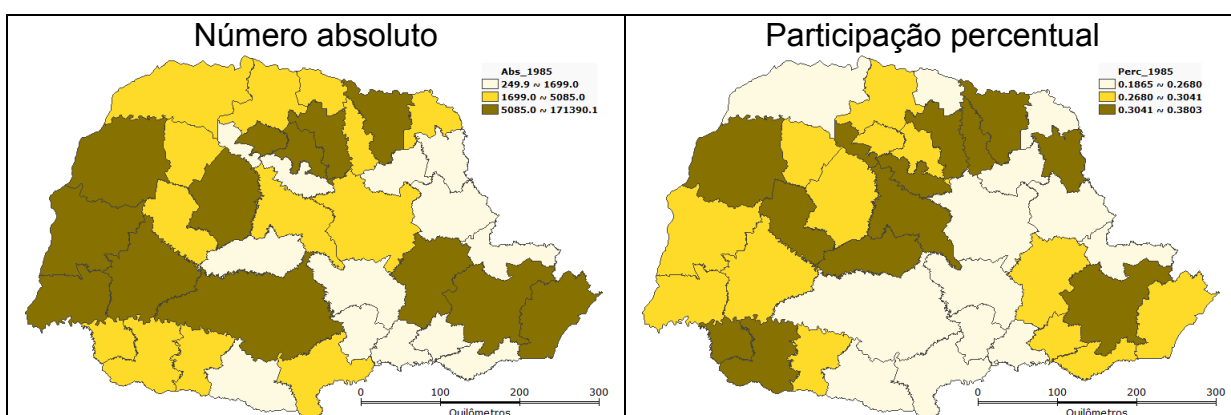 Número absoluto
Abs_1985
249.9 ~ 1699.0
1699.0 ~ 5085.0
5085.0 ~ 171390.1
0 100 200 300
Quilômetros
Participação percentual
Perc_1985
0.1865 ~ 0.2680
0.2680 ~ 0.3041
0.3041 ~ 0.3803
0 100 200 300
Quilômetros